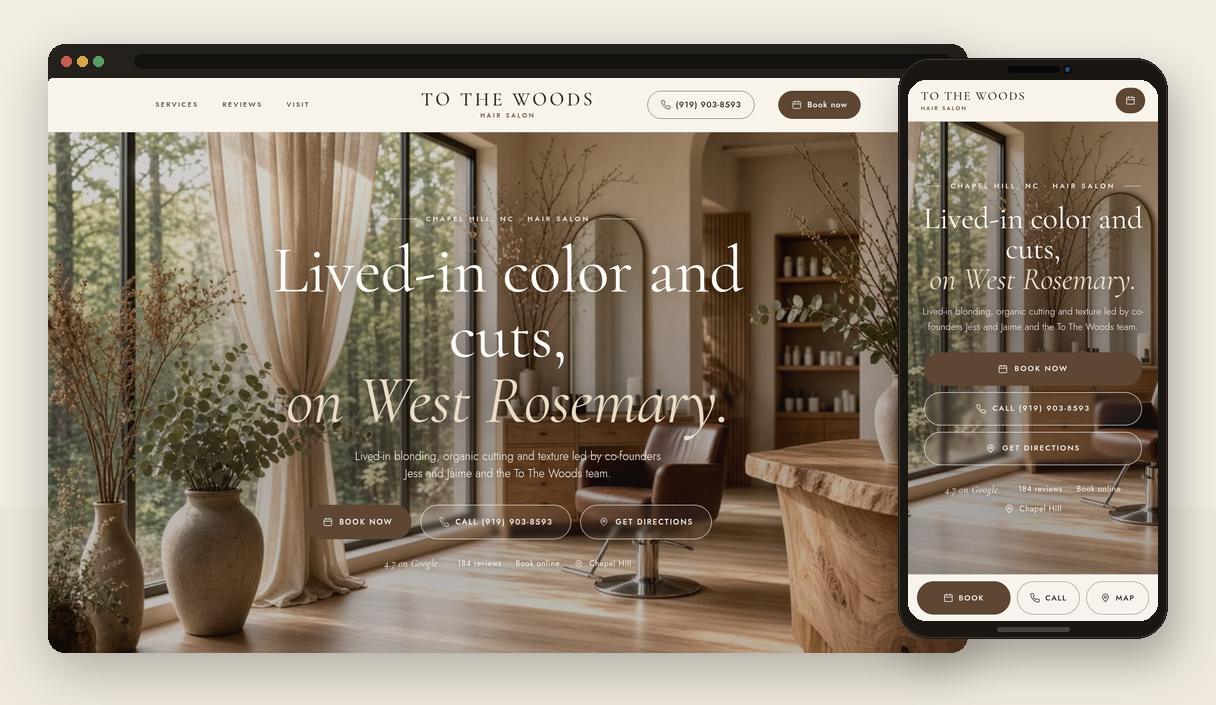 SERVICES REVIEWS VISIT
TO THE WOODS
HAIR SALON
(919) 903-8593
Book now
CHAPEL HILL, NC · HAIR SALON
Lived-in color and
cuts,
on West Rosemary.
Lived-in blonding, organic cutting and texture led by co-founders
Jess and Jaime and the To The Woods team.
BOOK NOW
CALL (919) 903-8593
GET DIRECTIONS
4.7 on Google · 184 reviews Book online Chapel Hill
TO THE WOODS
HAIR SALON
CHAPEL HILL, NC · HAIR SALON
Lived-in color and
cuts,
on West Rosemary.
Lived-in blonding, organic cutting and texture led by co-
founders Jess and Jaime and the To The Woods team.
BOOK NOW
CALL (919) 903-8593
GET DIRECTIONS
4.7 on Google · 184 reviews Book online
Chapel Hill
BOOK CALL MAP